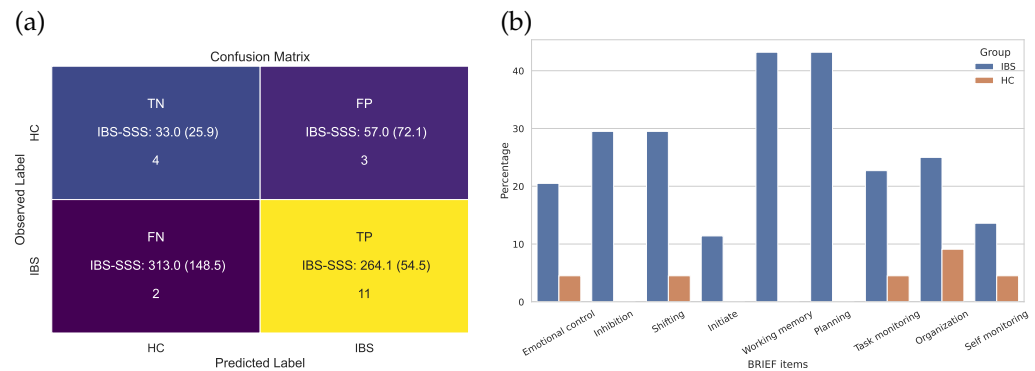 (a)
Confusion Matrix
Observed Label
HC
IBS
TN
IBS-SSS: 33.0 (25.9)
4
FP
IBS-SSS: 57.0 (72.1)
3
FN
IBS-SSS: 313.0 (148.5)
2
TP
IBS-SSS: 264.1 (54.5)
11
HC
IBS
Predicted Label
(b)
Group
IBS
HC
Percentage
40
30
20
10
0
Emotional control
Inhibition
Shifting
Initiate
Working memory
Planning
Task monitoring
Organization
Self monitoring
BRIEF items